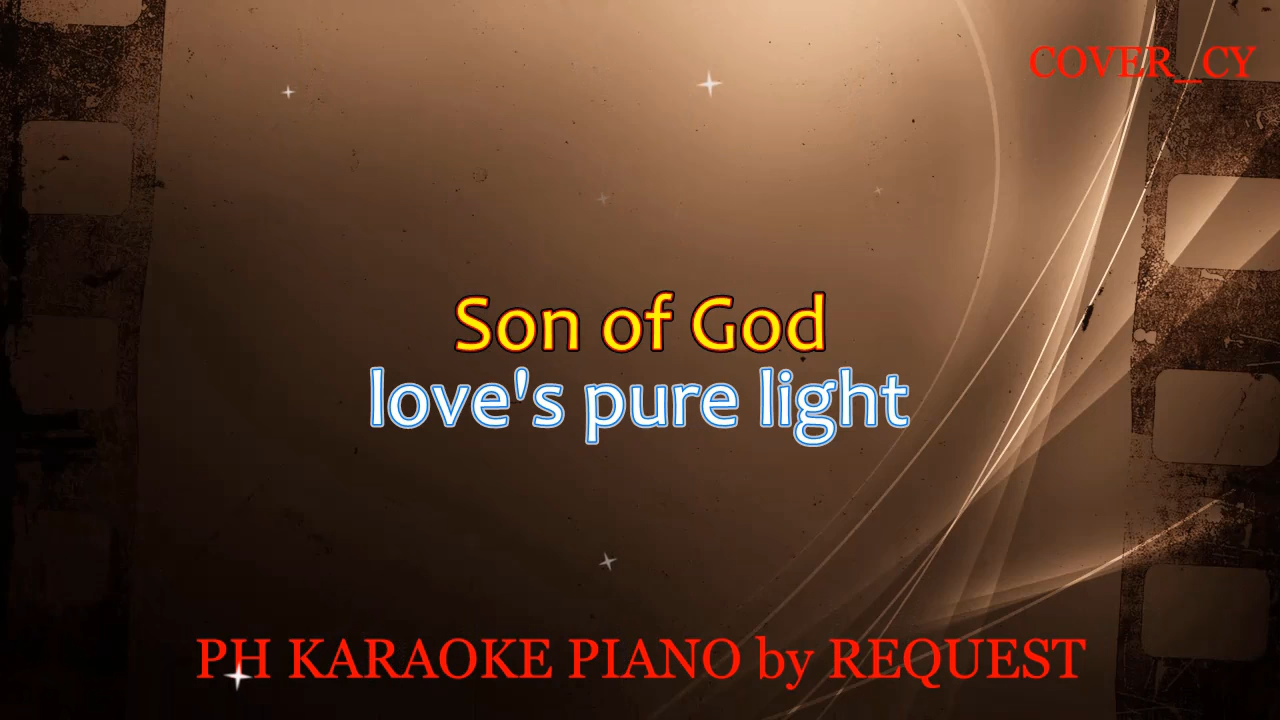 COVER_CY
Son of God
love's pure light
PH KARAOKE PIANO by REQUEST